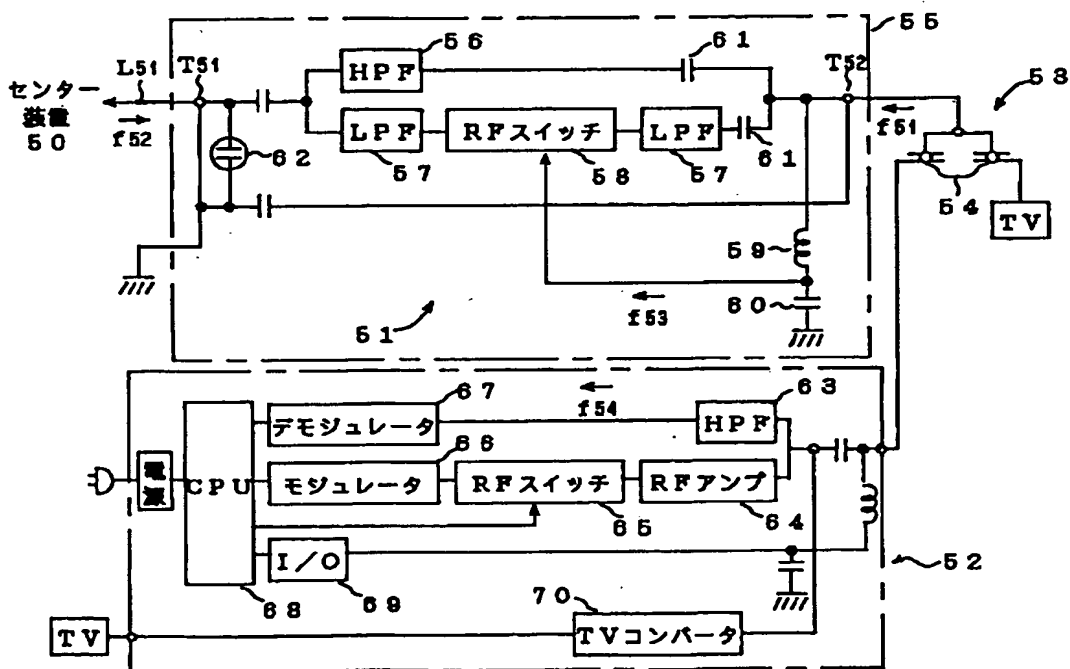 55
56
61
L51
T51
HPF
T52
53
センター
装置
50
f52
LPF
RFスイッチ
LPF
61
f51
62
57
58
57
54
TV
59
60
f53
51
67
63
デモジュレータ
f54
HPF
66
電源
CPU
モジュレータ
RFスイッチ
RFアンプ
65
64
I/O
52
68
69
70
TV
TVコンバータ